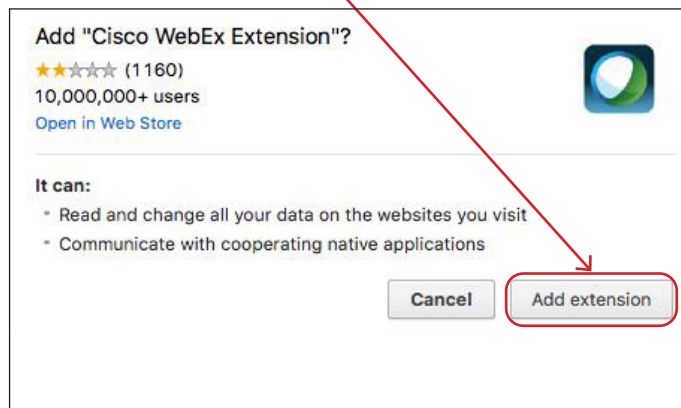 Add "Cisco WebEx Extension"?
(1160)
10,000,000+ users
Open in Web Store
It can:
Read and change all your data on the websites you visit
Communicate with cooperating native applications
Cancel
Add extension